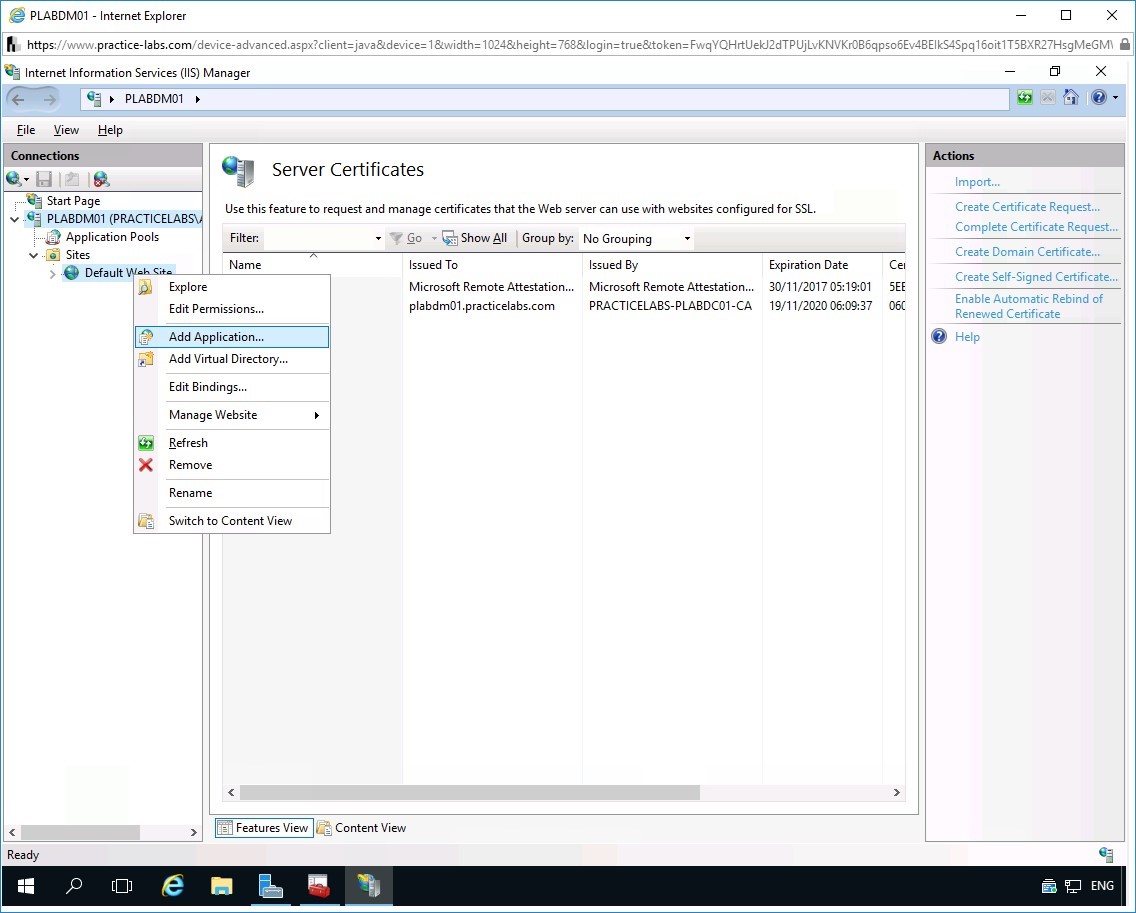 PLABDM01 - Internet Explorer
https://www.practice-labs.com/device-advanced.aspx?client=java&device=1&width=1024&height=768&login=true&token=FwqYQHrtUekJ2dTPUjLvKNVKr0B6qpso6Ev4BEIkS4Spq16oit1T5BXR27HsgMeGM
Internet Information Services (IIS) Manager
PLABDM01
File View Help
Connections
Start Page
PLABDM01 (PRACTICELABS\A
Application Pools
Sites
Default Web Site
Explore
Edit Permissions...
Add Application...
Add Virtual Directory...
Edit Bindings...
Manage Website
Refresh
Remove
Rename
Switch to Content View
Server Certificates
Use this feature to request and manage certificates that the Web server can use with websites configured for SSL.
Filter: Go Show All Group by: No Grouping
Name Issued To Issued By Expiration Date Cer
Microsoft Remote Attestation... Microsoft Remote Attestation... 30/11/2017 05:19:01 5EE
plabdm01.practicelabs.com PRACTICELABS-PLABDC01-CA 19/11/2020 06:09:37 060
Features View Content View
Actions
Import...
Create Certificate Request...
Complete Certificate Request...
Create Domain Certificate...
Create Self-Signed Certificate...
Enable Automatic Rebind of
Renewed Certificate
Help
Ready
ENG